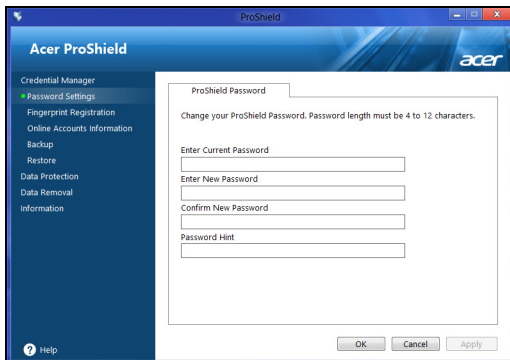 ProShield
Acer ProShield
acer
Credential Manager
Password Settings
Fingerprint Registration
Online Accounts Information
Backup
Restore
Data Protection
Data Removal
Information
ProShield Password
Change your ProShield Password. Password length must be 4 to 12 characters.
Enter Current Password
Enter New Password
Confirm New Password
Password Hint
? Help
OK
Cancel
Apply